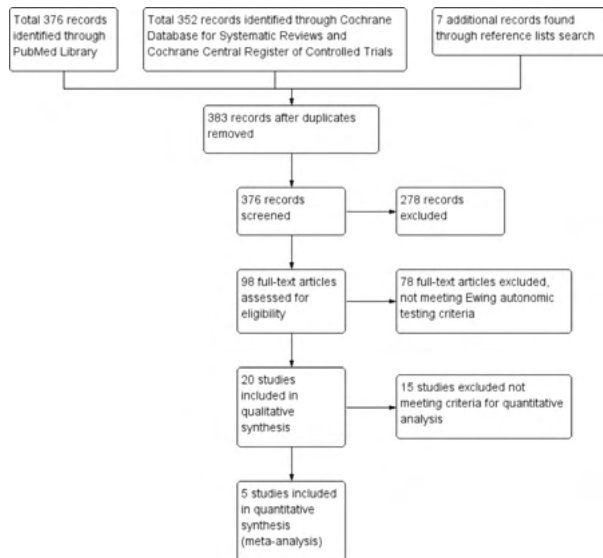 Total 376 records
identified through
PubMed Library
Total 352 records identified through Cochrane
Database for Systematic Reviews and
Cochrane Central Register of Controlled Trials
7 additional records found
through reference lists search
383 records after duplicates
removed
376 records
screened
278 records
excluded
98 full-text articles
assessed for
eligibility
78 full-text articles excluded,
not meeting Ewing autonomic
testing criteria
20 studies
included in
qualitative
synthesis
15 studies excluded not
meeting criteria for quantitative
analysis
5 studies included
in quantitative
synthesis
(meta-analysis)